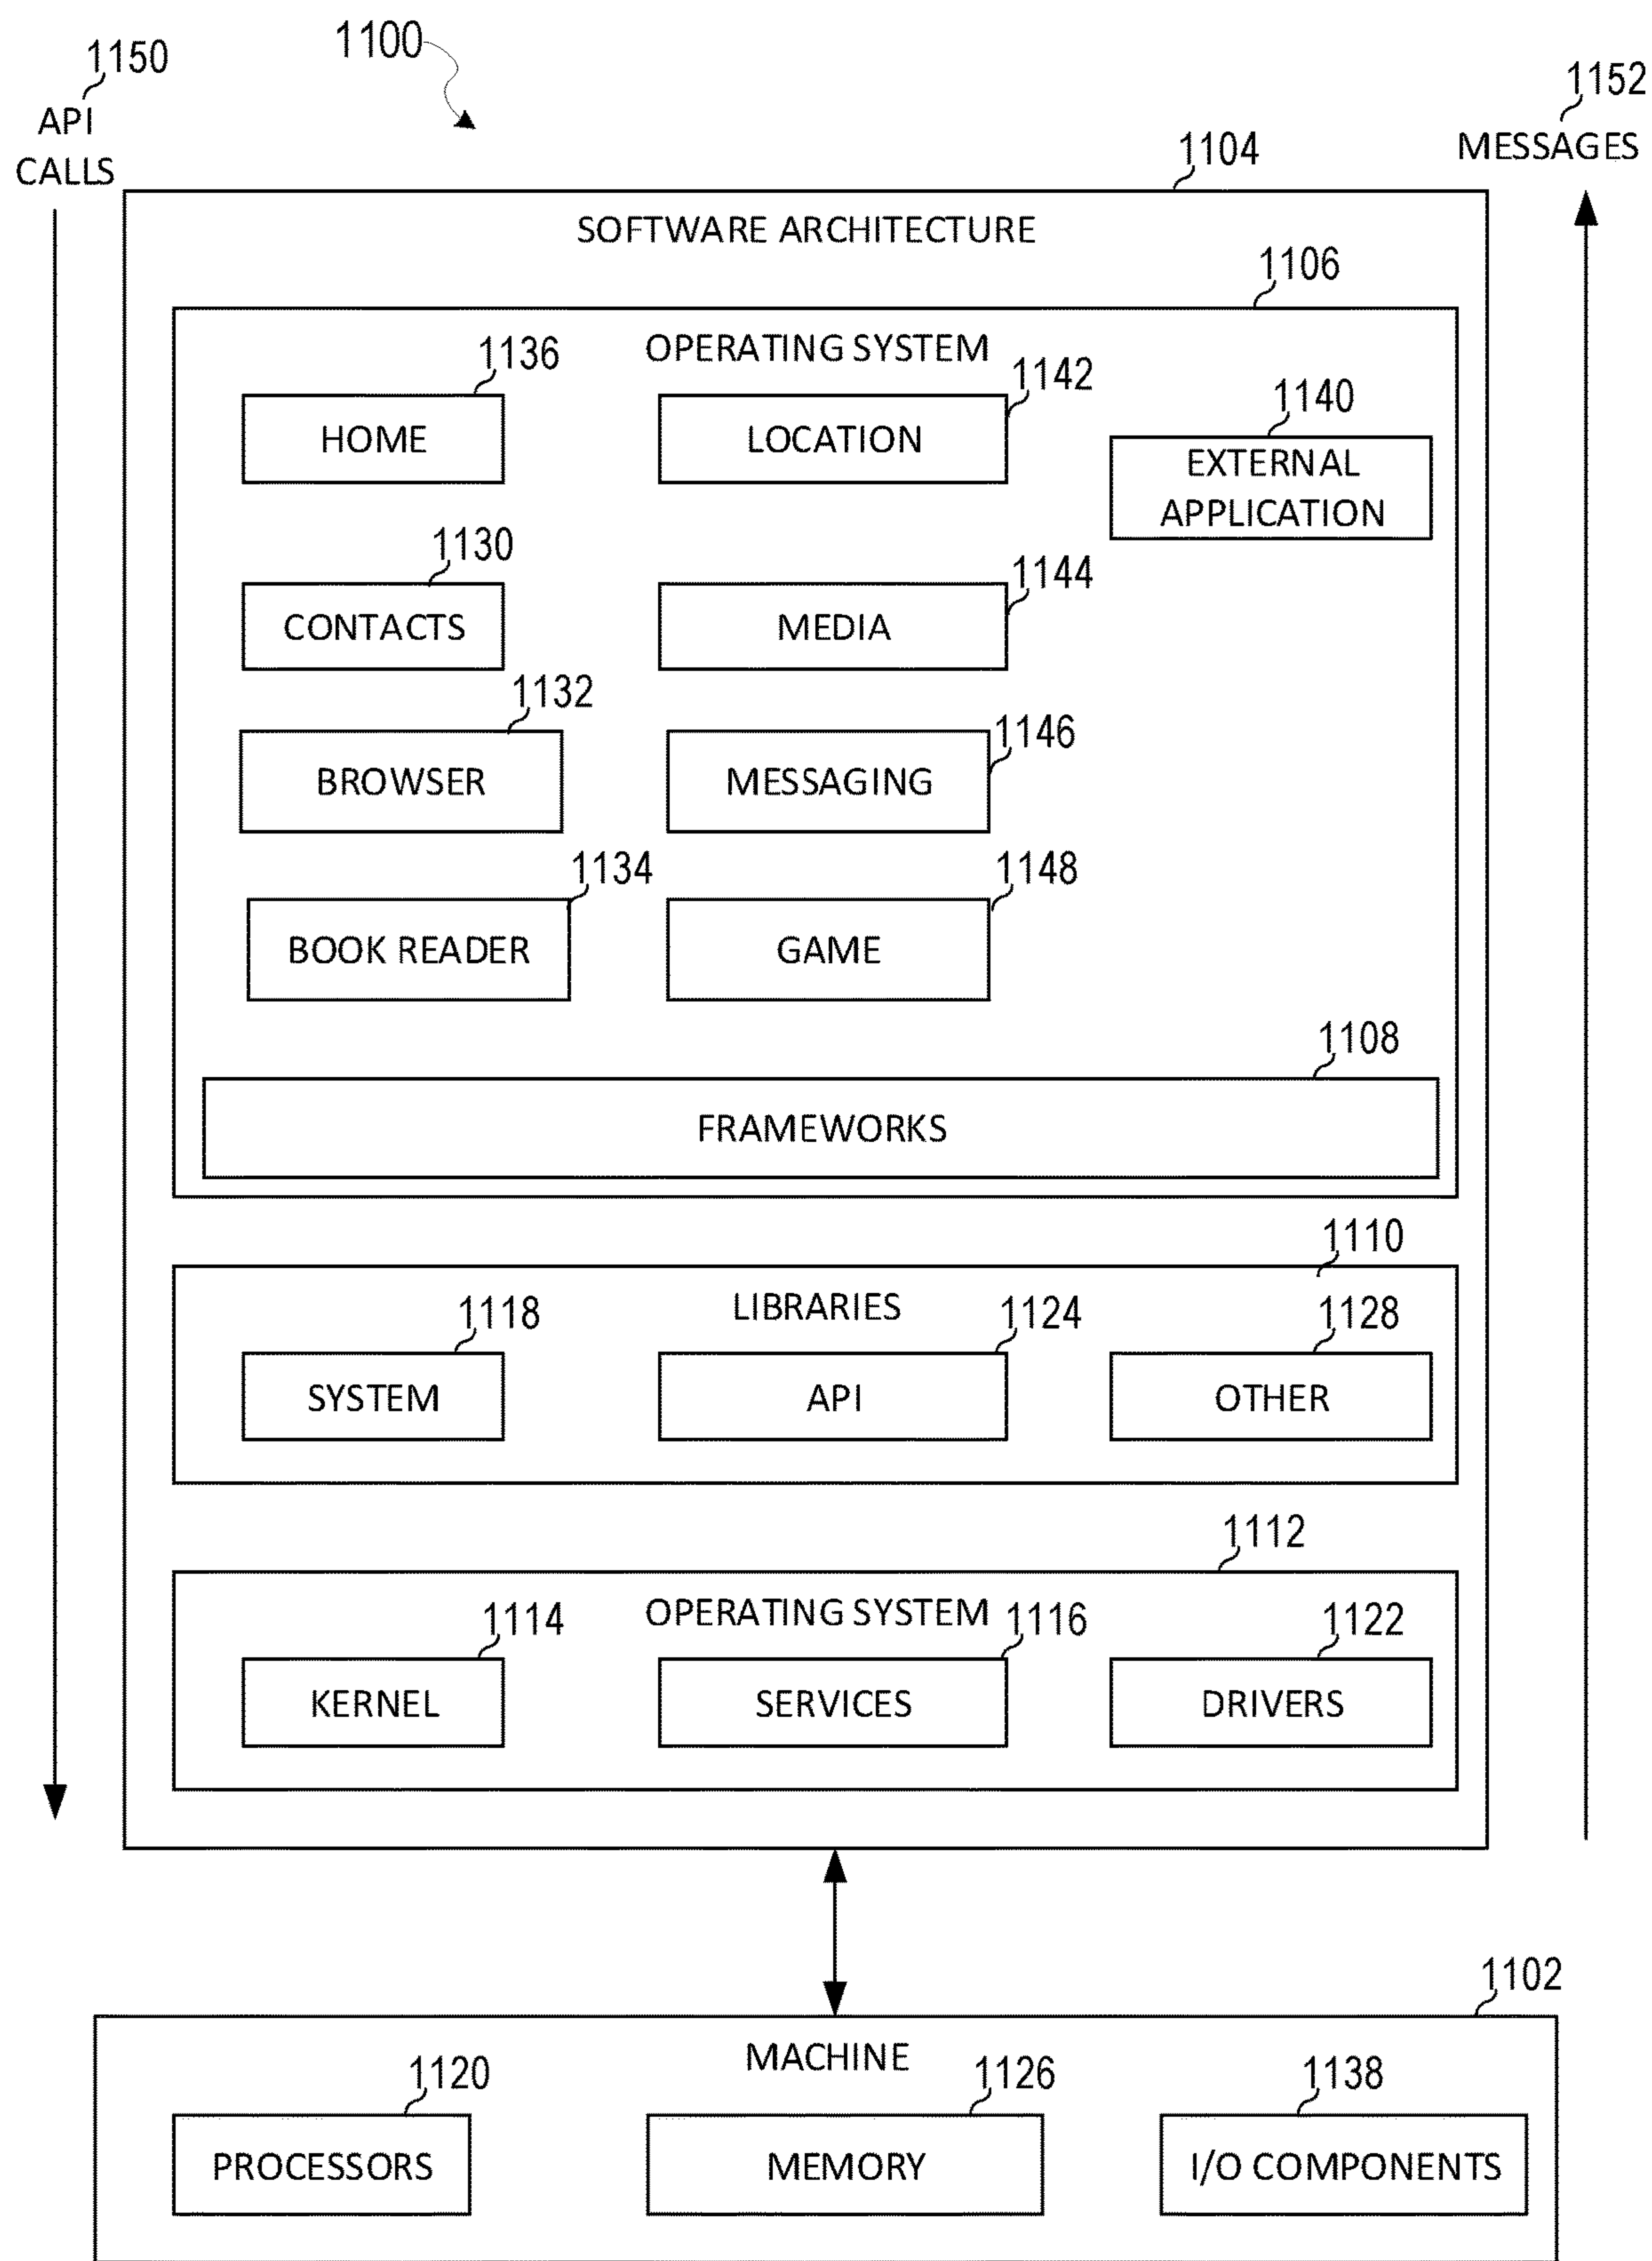 1150
1100
1152
API
CALLS
MESSAGES
1104
SOFTWARE ARCHITECTURE
1106
OPERATING SYSTEM
1136
1142
1140
HOME
LOCATION
EXTERNAL
APPLICATION
1130
1144
CONTACTS
MEDIA
1132
1146
BROWSER
MESSAGING
1134
1148
BOOK READER
GAME
1108
FRAMEWORKS
1110
LIBRARIES
1118
1124
1128
SYSTEM
API
OTHER
1112
OPERATING SYSTEM
1114
1116
1122
KERNEL
SERVICES
DRIVERS
1102
MACHINE
1120
1126
1138
PROCESSORS
MEMORY
I/O COMPONENTS